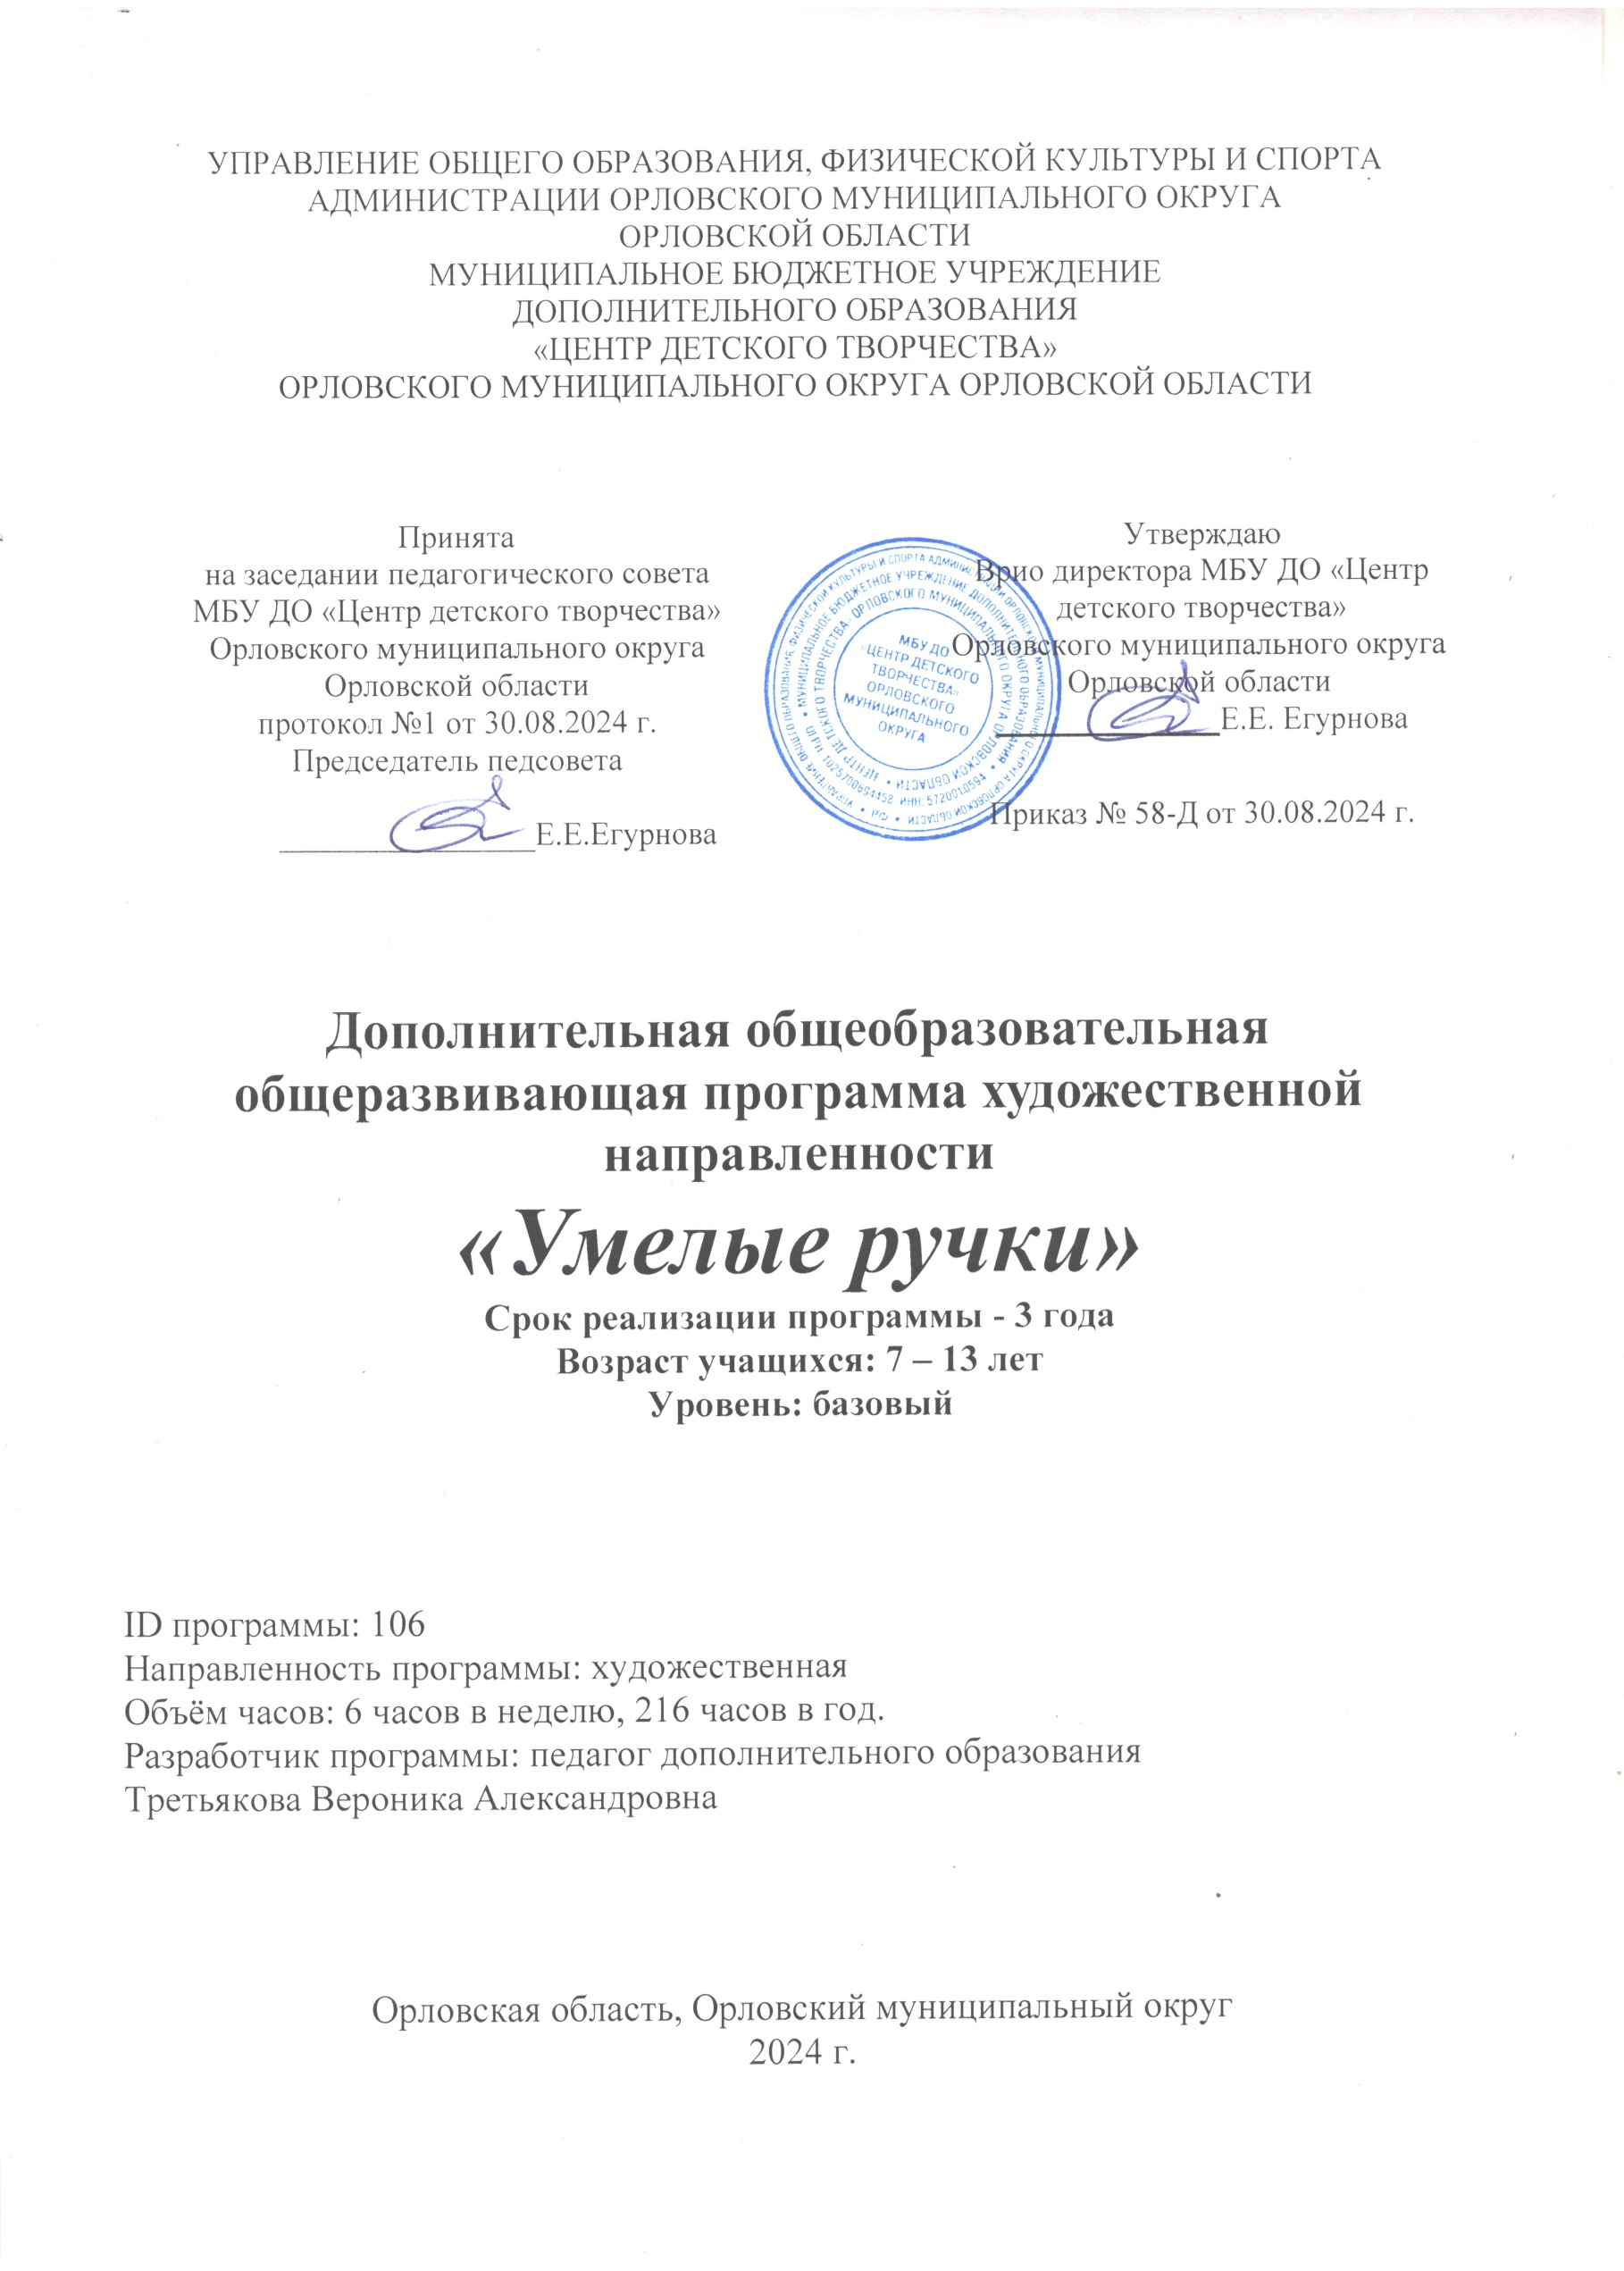 УПРАВЛЕНИЕ ОБЩЕГО ОБРАЗОВАНИЯ, ФИЗИЧЕСКОЙ КУЛЬТУРЫ И СПОРТА
АДМИНИСТРАЦИИ ОРЛОВСКОГО МУНИЦИПАЛЬНОГО ОКРУГА
ОРЛОВСКОЙ ОБЛАСТИ
МУНИЦИПАЛЬНОЕ БЮДЖЕТНОЕ УЧРЕЖДЕНИЕ
ДОПОЛНИТЕЛЬНОГО ОБРАЗОВАНИЯ
«ЦЕНТР ДЕТСКОГО ТВОРЧЕСТВА»
ОРЛОВСКОГО МУНИЦИПАЛЬНОГО ОКРУГА ОРЛОВСКОЙ ОБЛАСТИ
Принята
на заседании педагогического совета
МБУ ДО «Центр детского творчества»
Орловского муниципального округа
Орловской области
протокол №1 от 30.08.2024 г.
Председатель педсовета
Е.Е.Егурнова
Утверждаю
Врио директора МБУ ДО «Центр
детского творчества»
Орловского муниципального округа
Орловской области
Е.Е. Егурнова
Приказ № 58-Д от 30.08.2024 г.
МБУ ДО
«ЦЕНТР ДЕТСКОГО
ТВОРЧЕСТВА»
ОРЛОВСКОГО
МУНИЦИПАЛЬНОГО
ОКРУГА
Дополнительная общеобразовательная
общеразвивающая программа художественной
направленности
«Умелые ручки»
Срок реализации программы - 3 года
Возраст учащихся: 7 – 13 лет
Уровень: базовый
ID программы: 106
Направленность программы: художественная
Объём часов: 6 часов в неделю, 216 часов в год.
Разработчик программы: педагог дополнительного образования
Третьякова Вероника Александровна
Орловская область, Орловский муниципальный округ
2024 г.